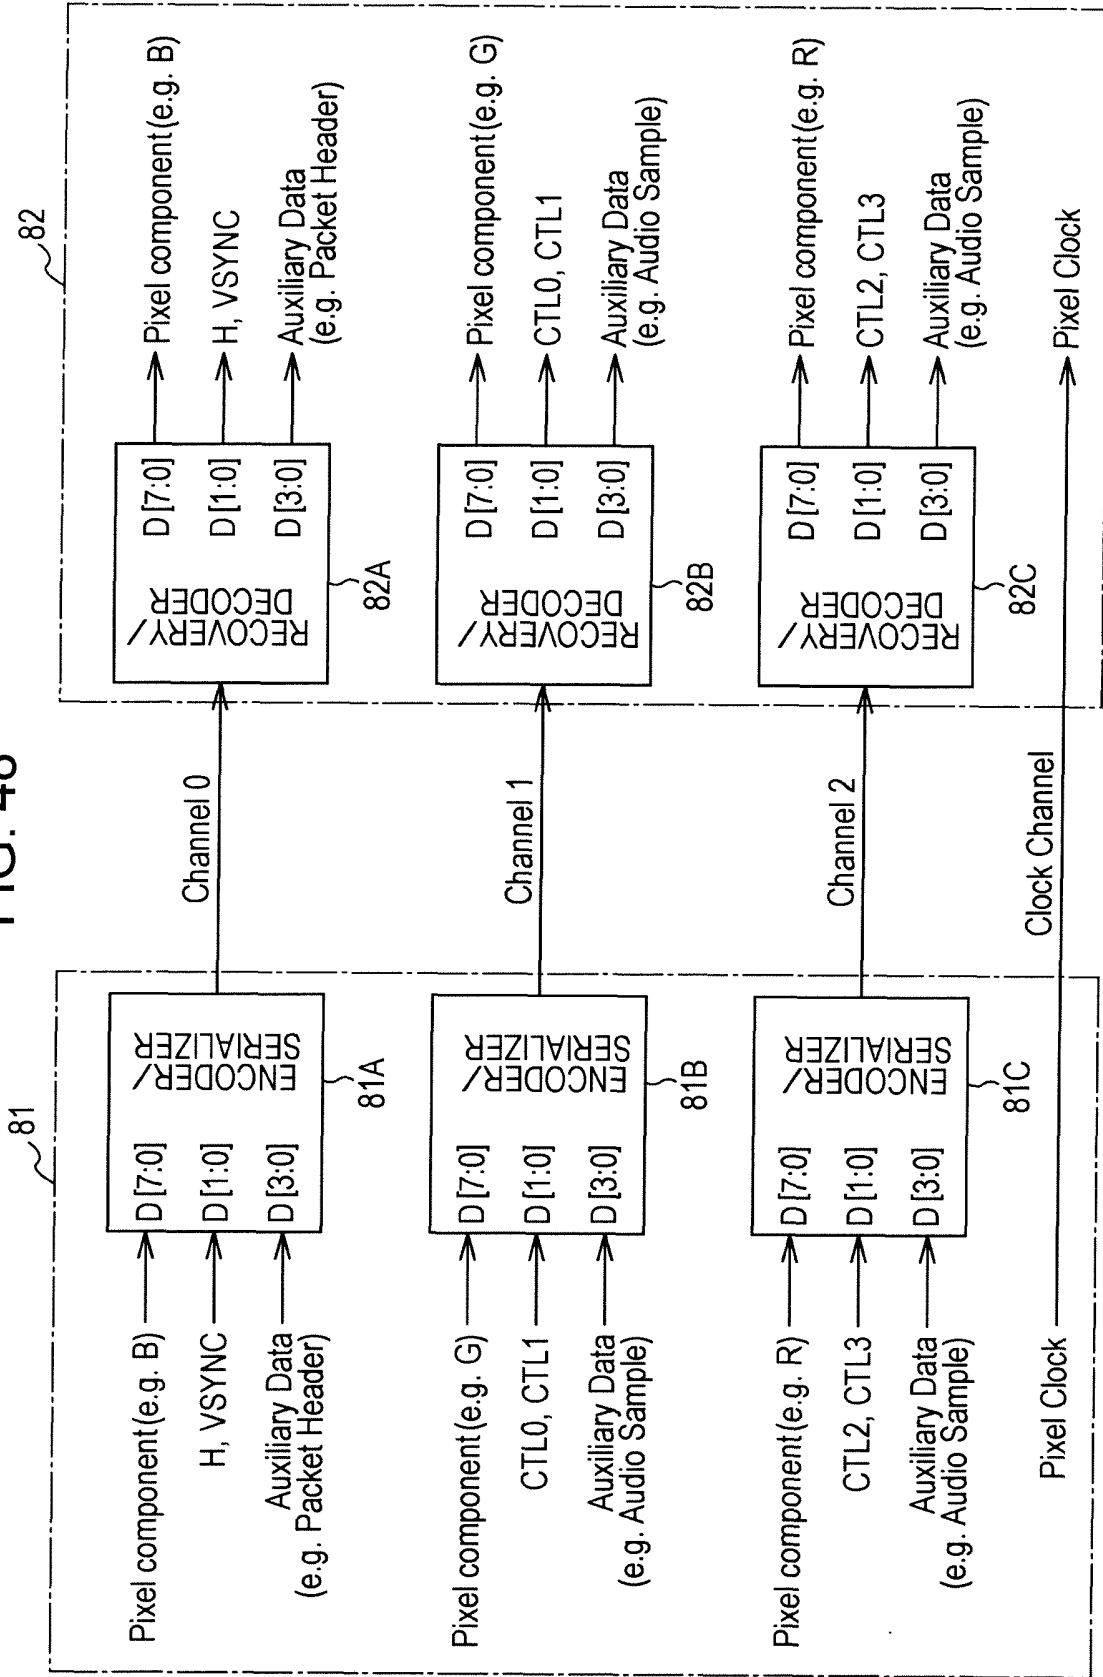 FIG. 48
81
82
Pixel component(e.g. B)
H, VSYNC
Auxiliary Data
(e.g. Packet Header)
D[7:0]
D[1:0]
D[3:0]
ENCODER/
SERIALIZER
81A
Channel 0
RECOVERY/
DECODER
D[7:0]
D[1:0]
D[3:0]
82A
Pixel component(e.g. B)
H, VSYNC
Auxiliary Data
(e.g. Packet Header)
Pixel component(e.g. G)
CTL0, CTL1
Auxiliary Data
(e.g. Audio Sample)
D[7:0]
D[1:0]
D[3:0]
ENCODER/
SERIALIZER
81B
Channel 1
RECOVERY/
DECODER
D[7:0]
D[1:0]
D[3:0]
82B
Pixel component(e.g. G)
CTL0, CTL1
Auxiliary Data
(e.g. Audio Sample)
Pixel component(e.g. R)
CTL2, CTL3
Auxiliary Data
(e.g. Audio Sample)
D[7:0]
D[1:0]
D[3:0]
ENCODER/
SERIALIZER
81C
Channel 2
RECOVERY/
DECODER
D[7:0]
D[1:0]
D[3:0]
82C
Pixel component(e.g. R)
CTL2, CTL3
Auxiliary Data
(e.g. Audio Sample)
Pixel Clock
Clock Channel
Pixel Clock